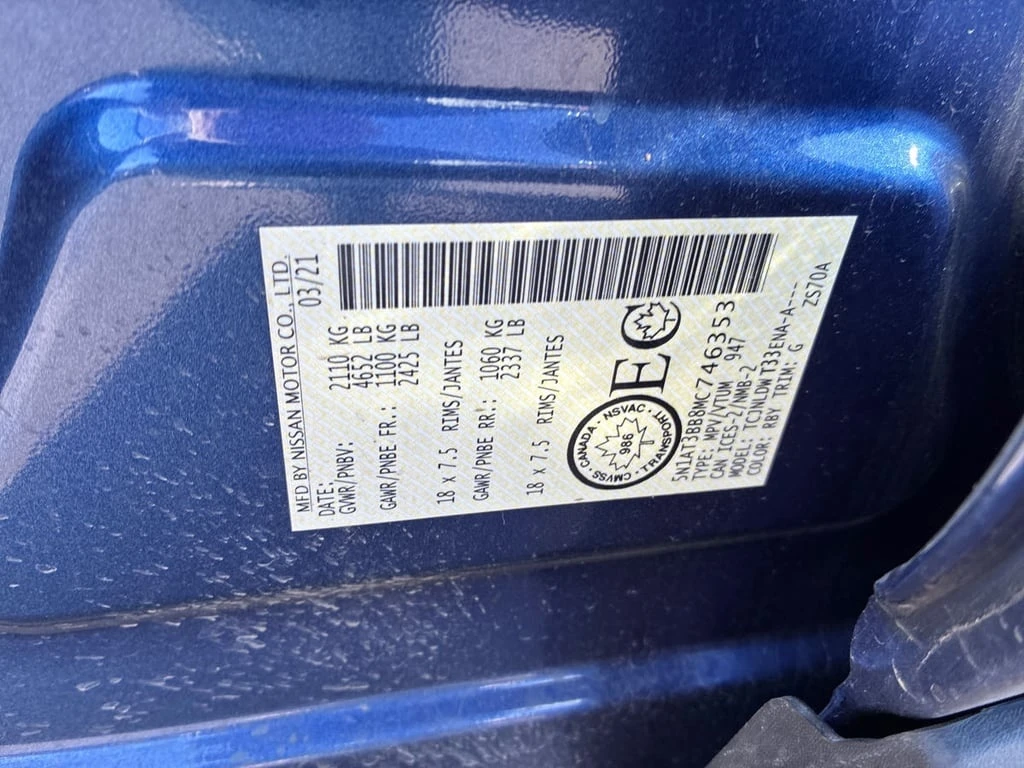 MFD BY NISSAN MOTOR CO., LTD.
DATE: 03/21
GVWR/PNBV: 2110 KG
4652 LB
GAWR/PNBE FR.: 1100 KG
2425 LB
18 x 7.5 RIMS/JANTES
GAWR/PNBE RR.: 1060 KG
2337 LB
18 x 7.5 RIMS/JANTES
CANADA · NSVAC · TRANSPORT · CMVSS
986
EC
5N1AT3BB8MC746353
TYPE: MPV/VTUM 947
CAN ICES-2/NMB-2
MODEL: TCJNLDW T33ENA-A----
COLOR: RBY TRIM: G ZS70A